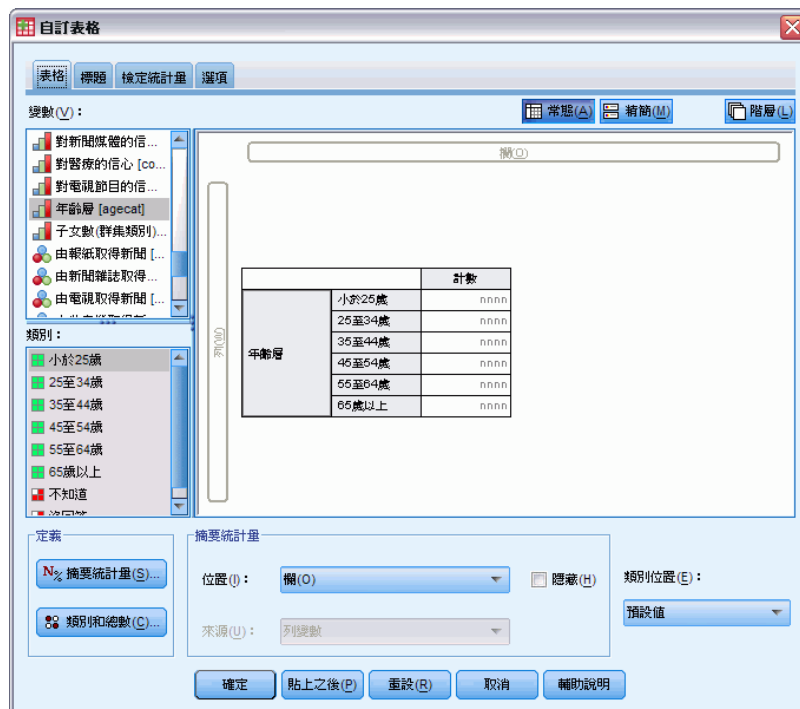 自訂表格
表格 標題 檢定統計量 選項
變數(V)： 常態(A) 精簡(M) 階層(L)
對新聞媒體的信...
對醫療的信心 [co...
對電視節目的信...
年齡層 [agecat]
子女數(群集類別)...
由報紙取得新聞 [...
由新聞雜誌取得...
由電視取得新聞 [...
類別：
小於25歲
25至34歲
35至44歲
45至54歲
55至64歲
65歲以上
不知道
欄(O)
列(W)
計數
年齡層
小於25歲 nnnn
25至34歲 nnnn
35至44歲 nnnn
45至54歲 nnnn
55至64歲 nnnn
65歲以上 nnnn
定義
N% 摘要統計量(S)...
類別和總數(C)...
摘要統計量
位置(I)： 欄(O) 隱藏(H)
來源(U)： 列變數
類別位置(E)：
預設值
確定 貼上之後(P) 重設(R) 取消 輔助說明